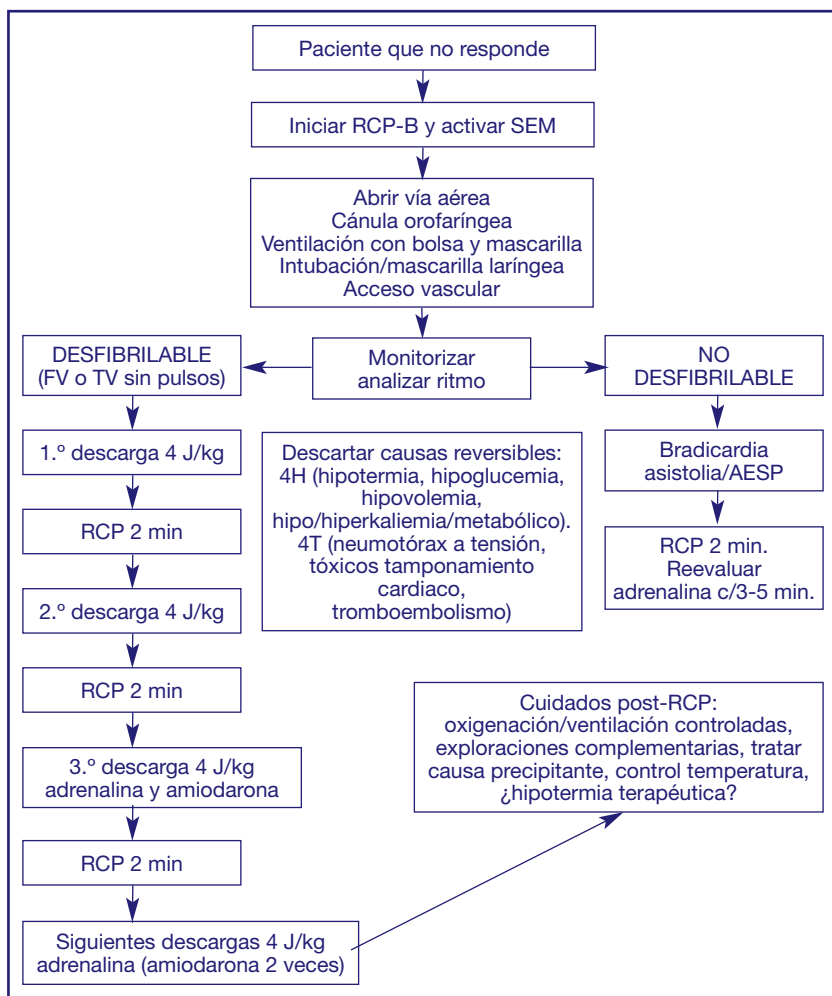 Paciente que no responde
Iniciar RCP-B y activar SEM
Abrir vía aérea
Cánula orofaríngea
Ventilación con bolsa y mascarilla
Intubación/mascarilla laríngea
Acceso vascular
Monitorizar
analizar ritmo
DESFIBRILABLE
(FV o TV sin pulsos)
1.º descarga 4 J/kg
RCP 2 min
2.º descarga 4 J/kg
RCP 2 min
3.º descarga 4 J/kg
adrenalina y amiodarona
RCP 2 min
Siguientes descargas 4 J/kg
adrenalina (amiodarona 2 veces)
Descartar causas reversibles:
4H (hipotermia, hipoglucemia,
hipovolemia,
hipo/hiperkaliemia/metabólico).
4T (neumotórax a tensión,
tóxicos tamponamiento
cardiaco,
tromboembolismo)
NO
DESFIBRILABLE
Bradicardia
asistolia/AESP
RCP 2 min.
Reevaluar
adrenalina c/3-5 min.
Cuidados post-RCP:
oxigenación/ventilación controladas,
exploraciones complementarias, tratar
causa precipitante, control temperatura,
¿hipotermia terapéutica?